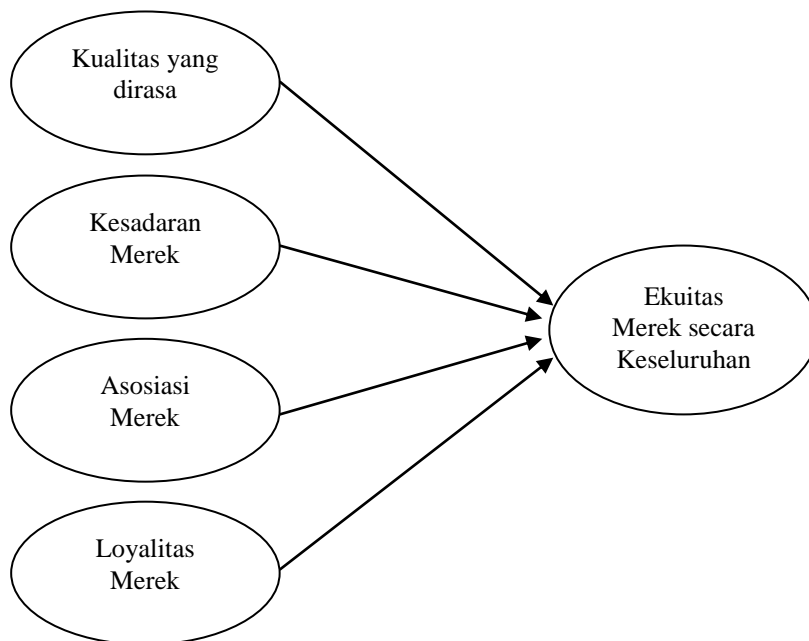 Kualitas yang
dirasa
Kesadaran
Merek
Asosiasi
Merek
Loyalitas
Merek
Ekuitas
Merek secara
Keseluruhan